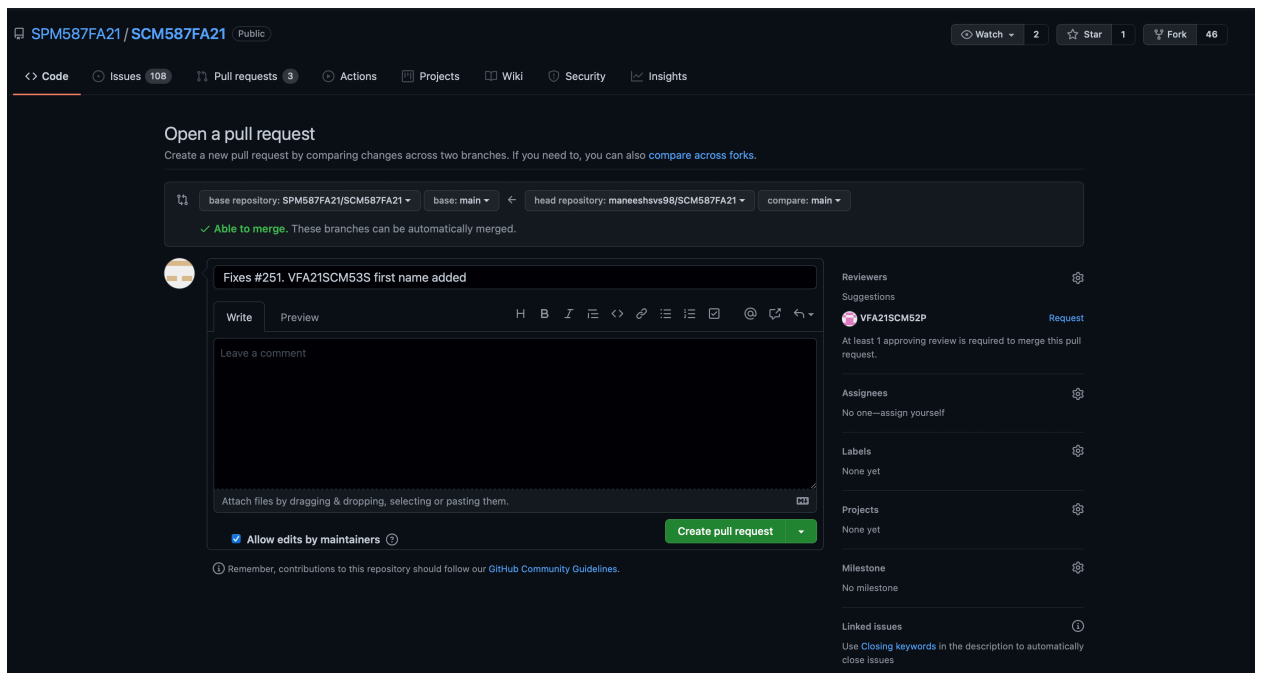 SPM587FA21 / SCM587FA21 Public
Watch 2 Star 1 Fork 46
Code Issues 108 Pull requests 3 Actions Projects Wiki Security Insights
Open a pull request
Create a new pull request by comparing changes across two branches. If you need to, you can also compare across forks.
base repository: SPM587FA21/SCM587FA21 base: main ← head repository: maneeshsvs98/SCM587FA21 compare: main
Able to merge. These branches can be automatically merged.
Fixes #251. VFA21SCM53S first name added
Write Preview H B I
Leave a comment
Attach files by dragging & dropping, selecting or pasting them.
Allow edits by maintainers
Create pull request
Remember, contributions to this repository should follow our GitHub Community Guidelines.
Reviewers
Suggestions
VFA21SCM52P Request
At least 1 approving review is required to merge this pull
request.
Assignees
No one—assign yourself
Labels
None yet
Projects
None yet
Milestone
No milestone
Linked issues
Use Closing keywords in the description to automatically
close issues